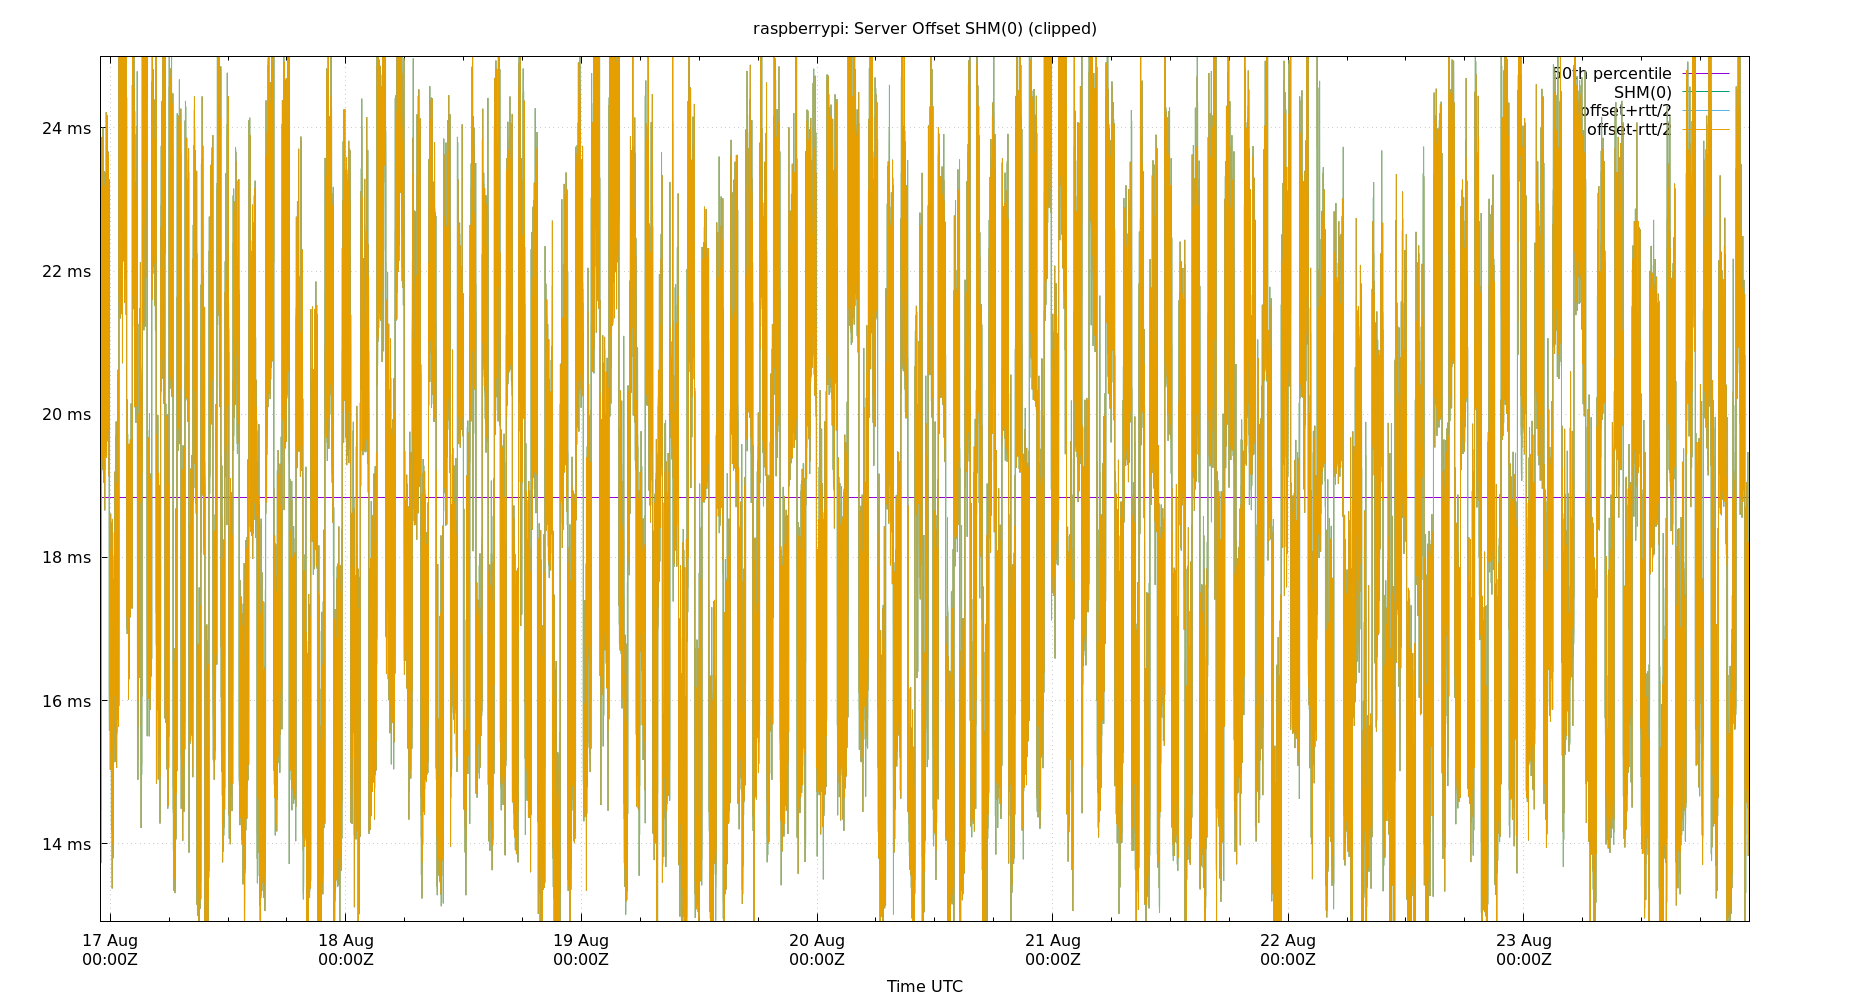 raspberrypi: Server Offset SHM(0) (clipped)
50th percentile
SHM(0)
offset+rtt/2
offset-rtt/2
24 ms
22 ms
20 ms
18 ms
16 ms
14 ms
17 Aug 18 Aug 19 Aug 20 Aug 21 Aug 22 Aug 23 Aug
00:00Z 00:00Z 00:00Z 00:00Z 00:00Z 00:00Z 00:00Z
Time UTC